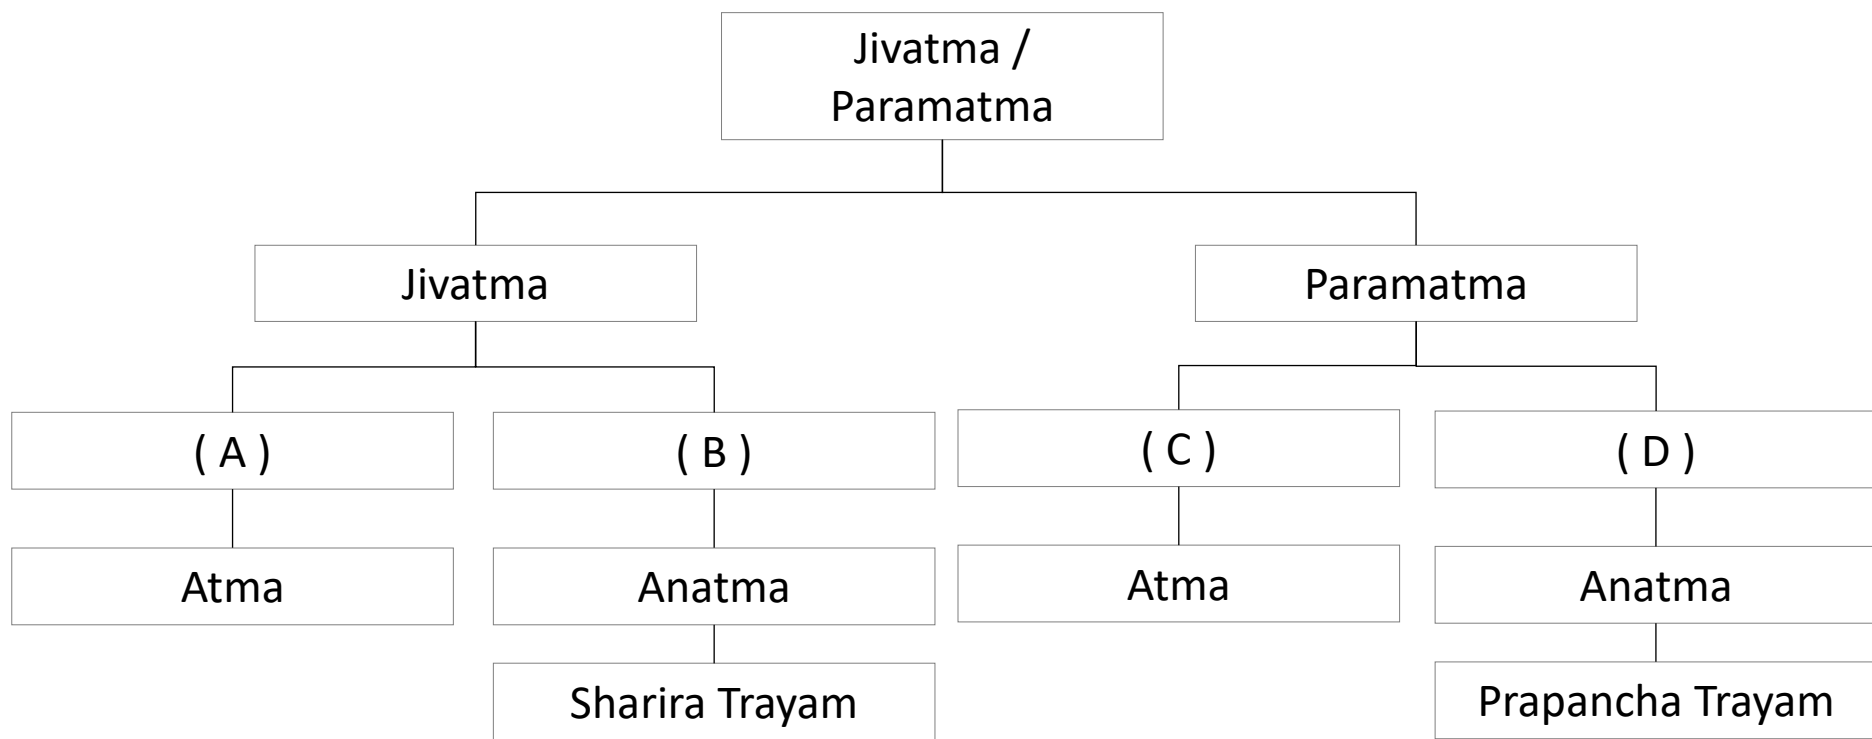 Jivatma /
Paramatma
Jivatma
Paramatma
( A )
( B )
( C )
( D )
Atma
Anatma
Atma
Anatma
Sharira Trayam
Prapancha Trayam